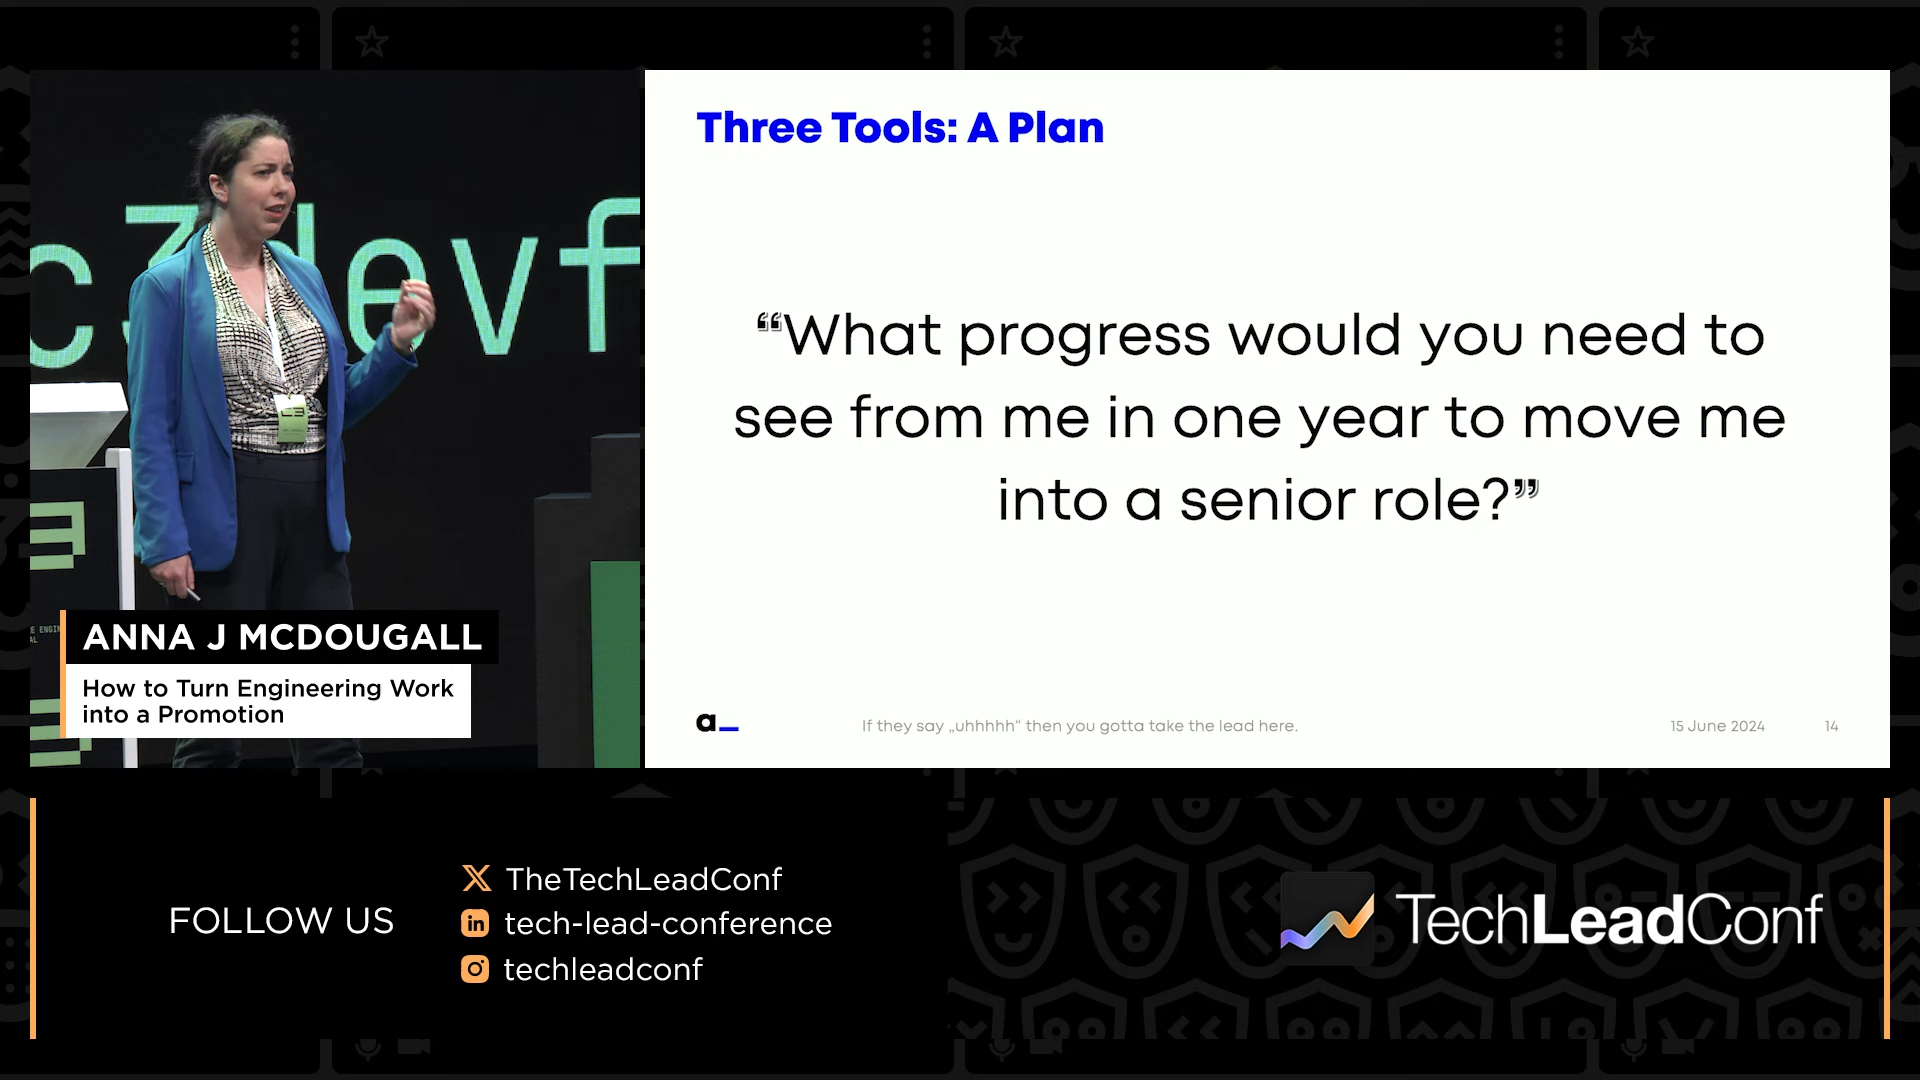 Three Tools: A Plan
“What progress would you need to
see from me in one year to move me
into a senior role?”
a_
If they say „uhhhhh“ then you gotta take the lead here.
15 June 2024
14
ANNA J MCDOUGALL
How to Turn Engineering Work
into a Promotion
FOLLOW US
TheTechLeadConf
in
tech-lead-conference
techleadconf
TechLeadConf